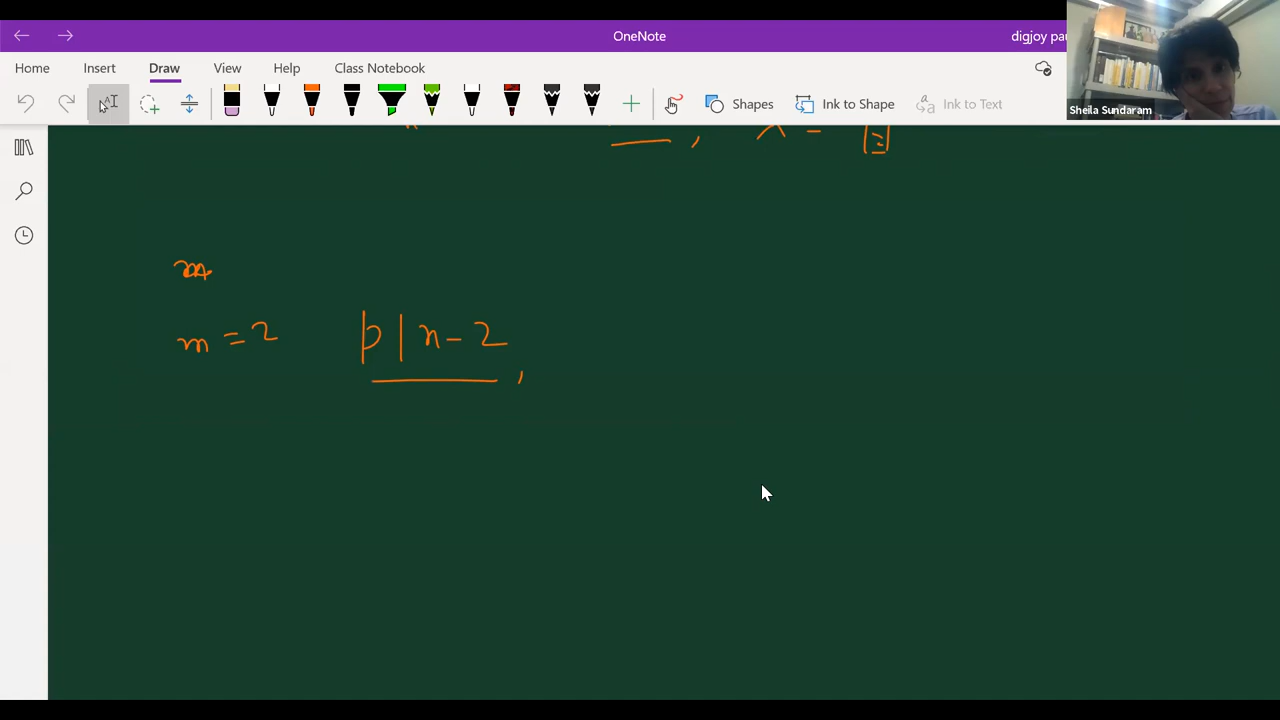 OneNote
digjoy pau
Home Insert Draw View Help Class Notebook
Shapes Ink to Shape Ink to Text
Sheila Sundaram
m = 2 p | n - 2 ,